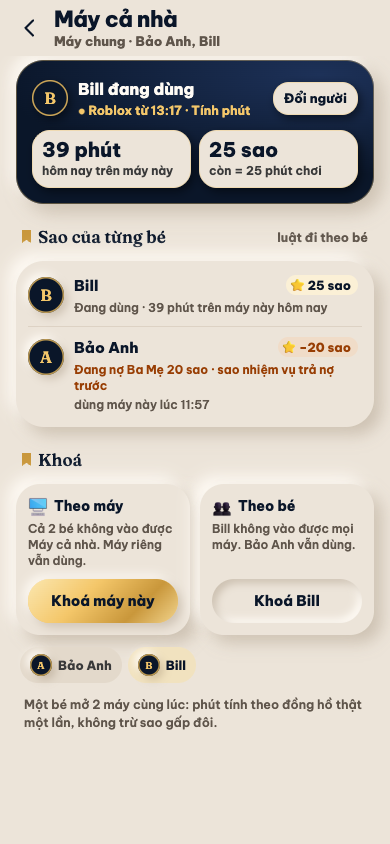 Máy cả nhà
Máy chung · Bảo Anh, Bill
B
Bill đang dùng
● Roblox từ 13:17 · Tính phút
Đổi người
39 phút
hôm nay trên máy này
25 sao
còn = 25 phút chơi
Sao của từng bé
luật đi theo bé
B
Bill
25 sao
Đang dùng · 39 phút trên máy này hôm nay
A
Bảo Anh
-20 sao
Đang nợ Ba Mẹ 20 sao · sao nhiệm vụ trả nợ
trước
dùng máy này lúc 11:57
Khoá
Theo máy
Cả 2 bé không vào được
Máy cả nhà. Máy riêng
vẫn dùng.
Khoá máy này
Theo bé
Bill không vào được mọi
máy. Bảo Anh vẫn dùng.
Khoá Bill
A
Bảo Anh
B
Bill
Một bé mở 2 máy cùng lúc: phút tính theo đồng hồ thật
một lần, không trừ sao gấp đôi.